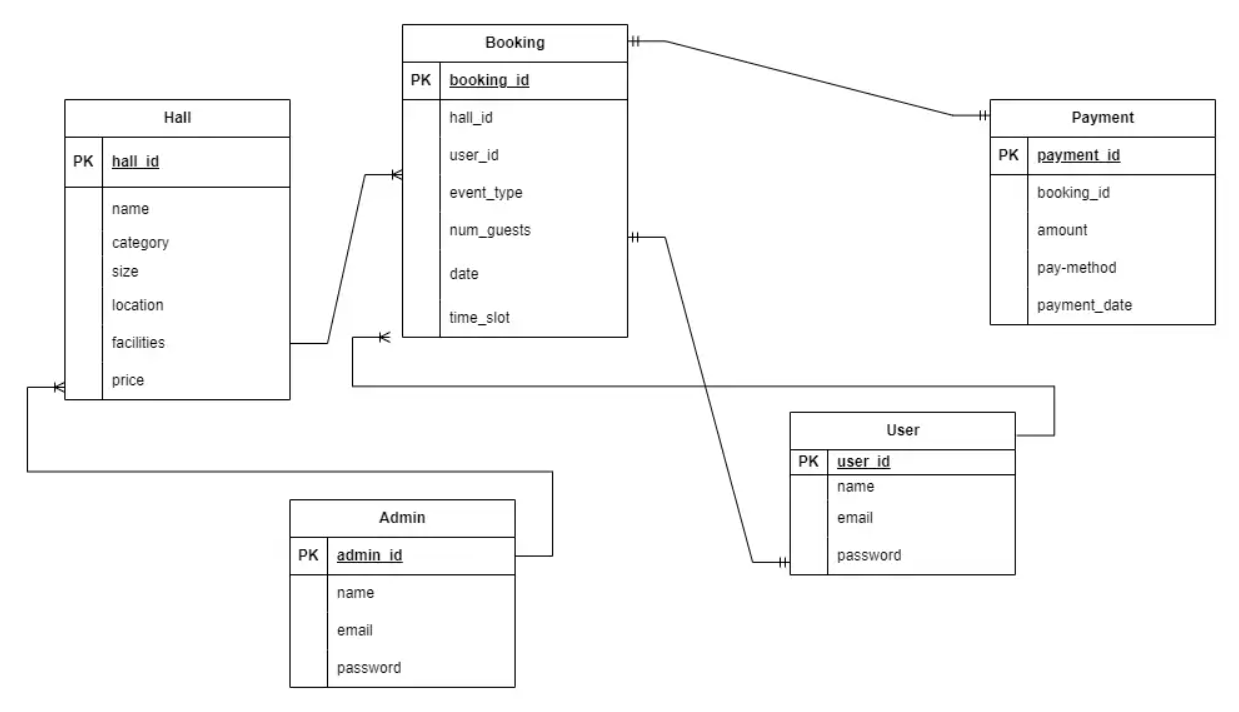 Booking
PK booking_id
hall_id
user_id
event_type
num_guests
date
time_slot
Hall
PK hall_id
name
category
size
location
facilities
price
Payment
PK payment_id
booking_id
amount
pay-method
payment_date
User
PK user_id
name
email
password
Admin
PK admin_id
name
email
password